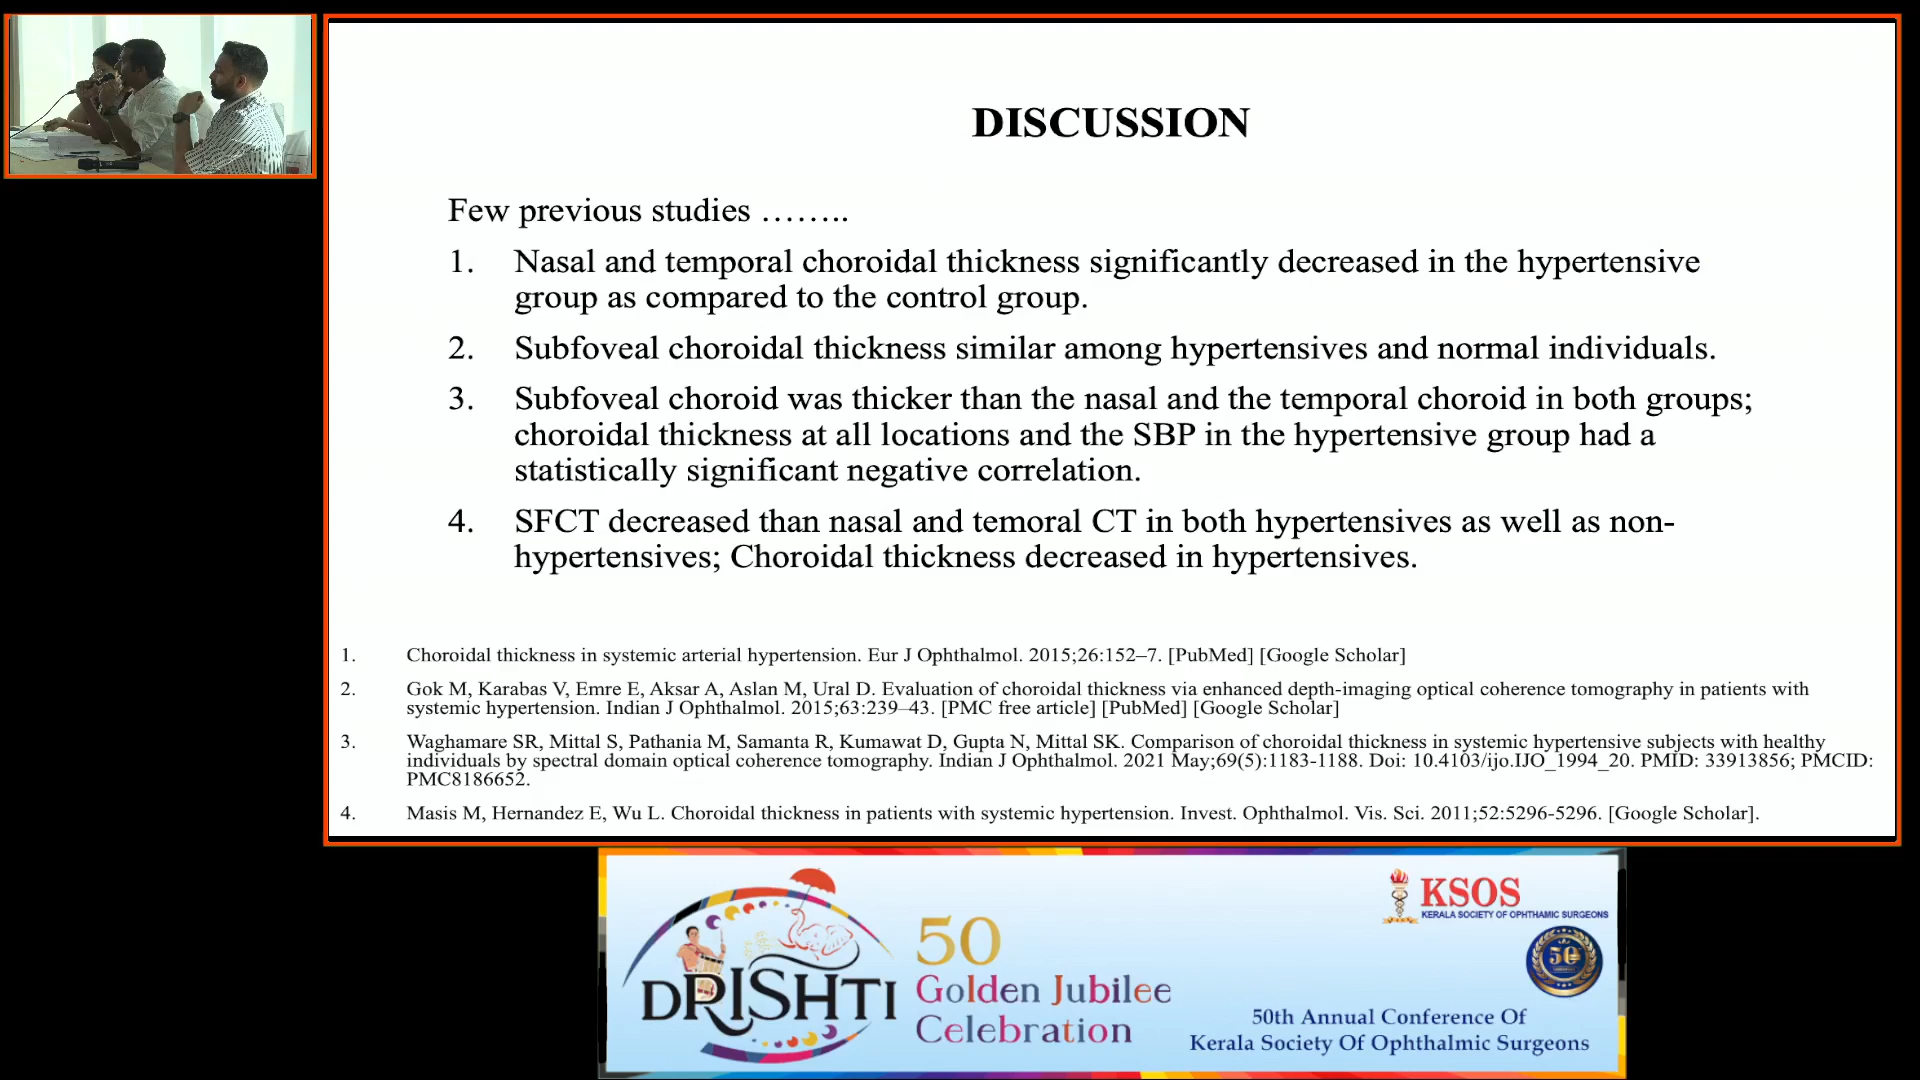 DISCUSSION
Few previous studies ........
1. Nasal and temporal choroidal thickness significantly decreased in the hypertensive
group as compared to the control group.
2. Subfoveal choroidal thickness similar among hypertensives and normal individuals.
3. Subfoveal choroid was thicker than the nasal and the temporal choroid in both groups;
choroidal thickness at all locations and the SBP in the hypertensive group had a
statistically significant negative correlation.
4. SFCT decreased than nasal and temoral CT in both hypertensives as well as non-
hypertensives; Choroidal thickness decreased in hypertensives.
1. Choroidal thickness in systemic arterial hypertension. Eur J Ophthalmol. 2015;26:152–7. [PubMed] [Google Scholar]
2. Gok M, Karabas V, Emre E, Aksar A, Aslan M, Ural D. Evaluation of choroidal thickness via enhanced depth-imaging optical coherence tomography in patients with
systemic hypertension. Indian J Ophthalmol. 2015;63:239–43. [PMC free article] [PubMed] [Google Scholar]
3. Waghamare SR, Mittal S, Pathania M, Samanta R, Kumawat D, Gupta N, Mittal SK. Comparison of choroidal thickness in systemic hypertensive subjects with healthy
individuals by spectral domain optical coherence tomography. Indian J Ophthalmol. 2021 May;69(5):1183-1188. Doi: 10.4103/ijo.IJO_1994_20. PMID: 33913856; PMCID:
PMC8186652.
4. Masis M, Hernandez E, Wu L. Choroidal thickness in patients with systemic hypertension. Invest. Ophthalmol. Vis. Sci. 2011;52:5296-5296. [Google Scholar].
DRISHTI
50
Golden Jubilee
Celebration
KSOS
KERALA SOCIETY OF OPHTHAMIC SURGEONS
50
50th Annual Conference Of
Kerala Society Of Ophthalmic Surgeons